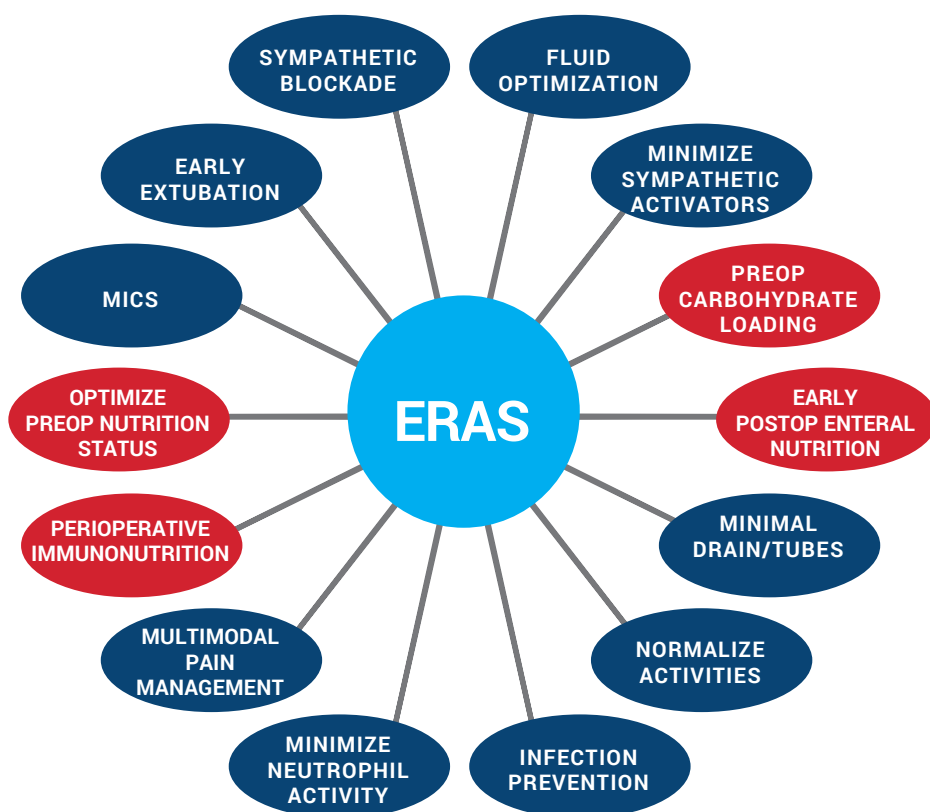 SYMPATHETIC
BLOCKADE
FLUID
OPTIMIZATION
EARLY
EXTUBATION
MINIMIZE
SYMPATHETIC
ACTIVATORS
MICS
PREOP
CARBOHYDRATE
LOADING
OPTIMIZE
PREOP NUTRITION
STATUS
ERAS
EARLY
POSTOP ENTERAL
NUTRITION
PERIOPERATIVE
IMMUNONUTRITION
MINIMAL
DRAIN/TUBES
MULTIMODAL
PAIN
MANAGEMENT
NORMALIZE
ACTIVITIES
MINIMIZE
NEUTROPHIL
ACTIVITY
INFECTION
PREVENTION